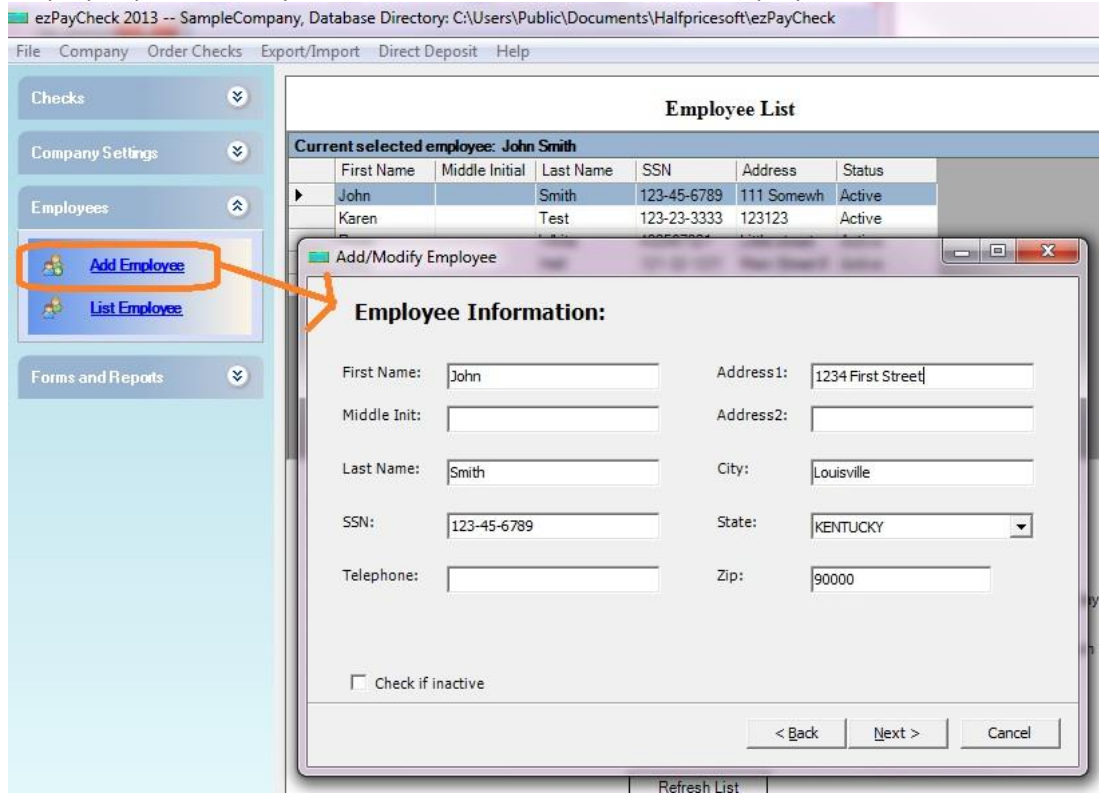 ezPayCheck 2013 -- SampleCompany, Database Directory: C:\Users\Public\Documents\Halfpricesoft\ezPayCheck
File Company Order Checks Export/Import Direct Deposit Help
Checks
Company Settings
Employees
Add Employee
List Employee
Forms and Reports
Employee List
Current selected employee: John Smith
First Name Middle Initial Last Name SSN Address Status
John Smith 123-45-6789 111 Somewh Active
Karen Test 123-23-3333 123123 Active
Add/Modify Employee
Employee Information:
First Name: John Address1: 1234 First Street
Middle Init: Address2:
Last Name: Smith City: Louisville
SSN: 123-45-6789 State: KENTUCKY
Telephone: Zip: 90000
Check if inactive
< Back Next > Cancel
Refresh List